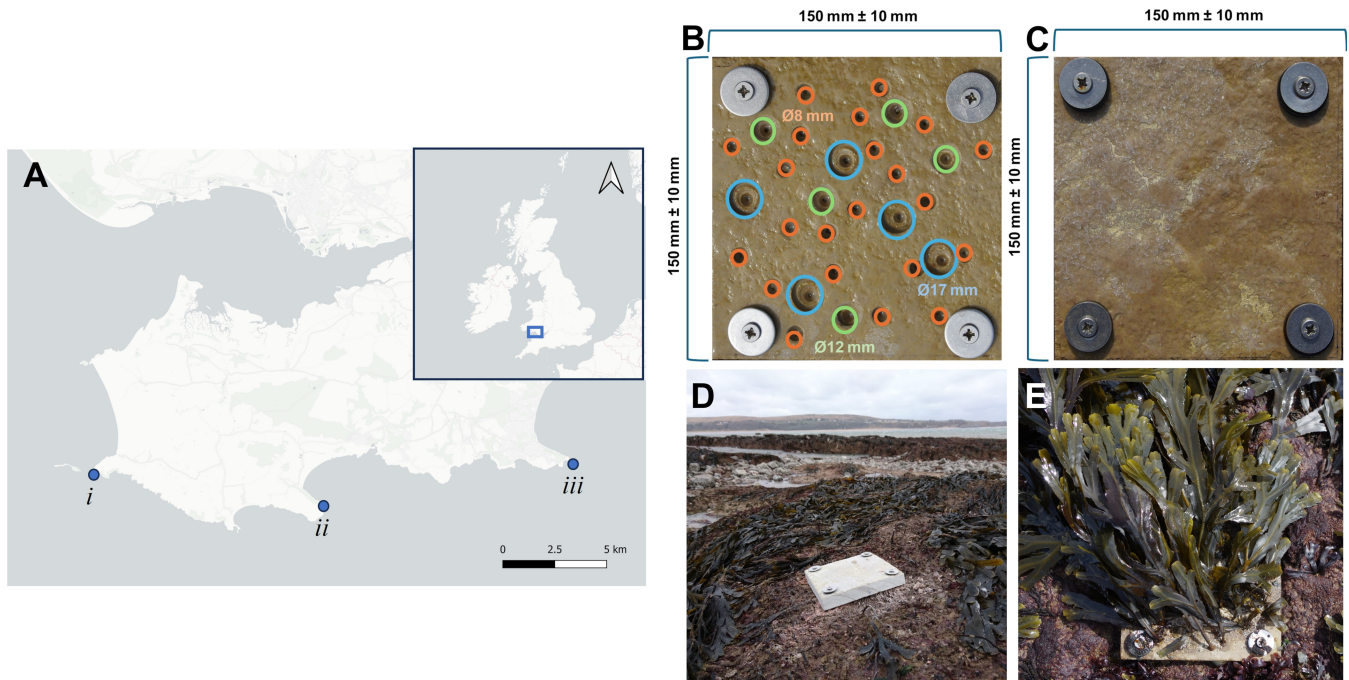 A
i
ii
iii
0 2.5 5 km
150 mm ± 10 mm
B
150 mm ± 10 mm
Ø8 mm
Ø17 mm
Ø12 mm
150 mm ± 10 mm
C
150 mm ± 10 mm
D
E